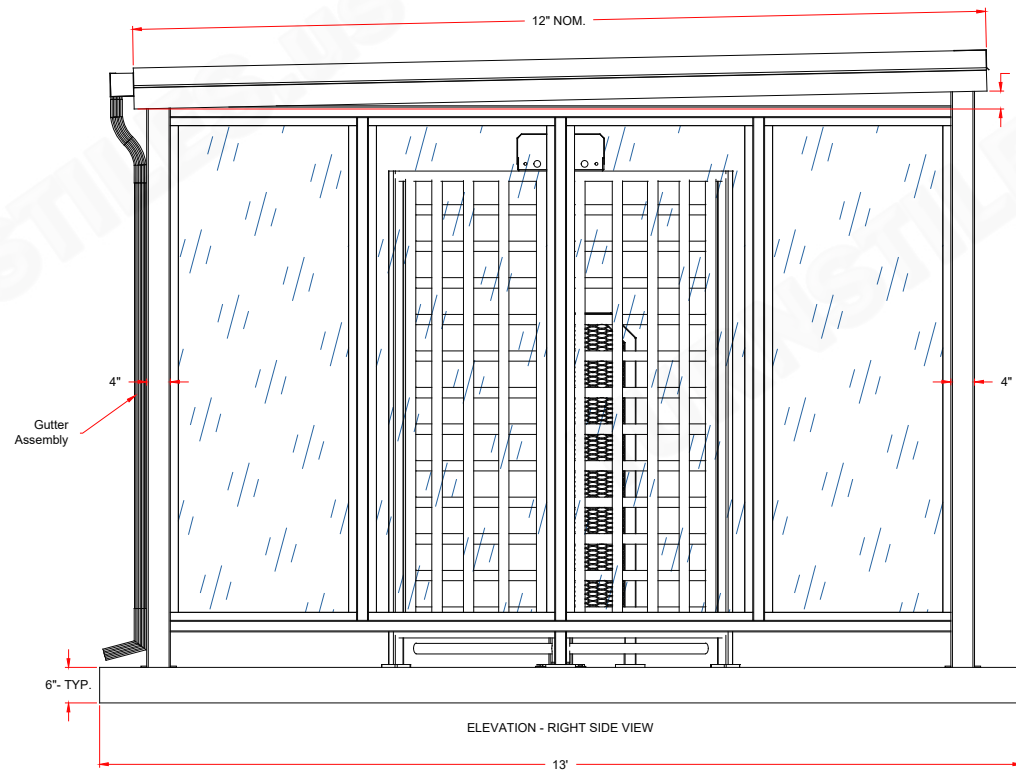 12" NOM.
4"
4"
Gutter
Assembly
6"- TYP.
ELEVATION - RIGHT SIDE VIEW
13'